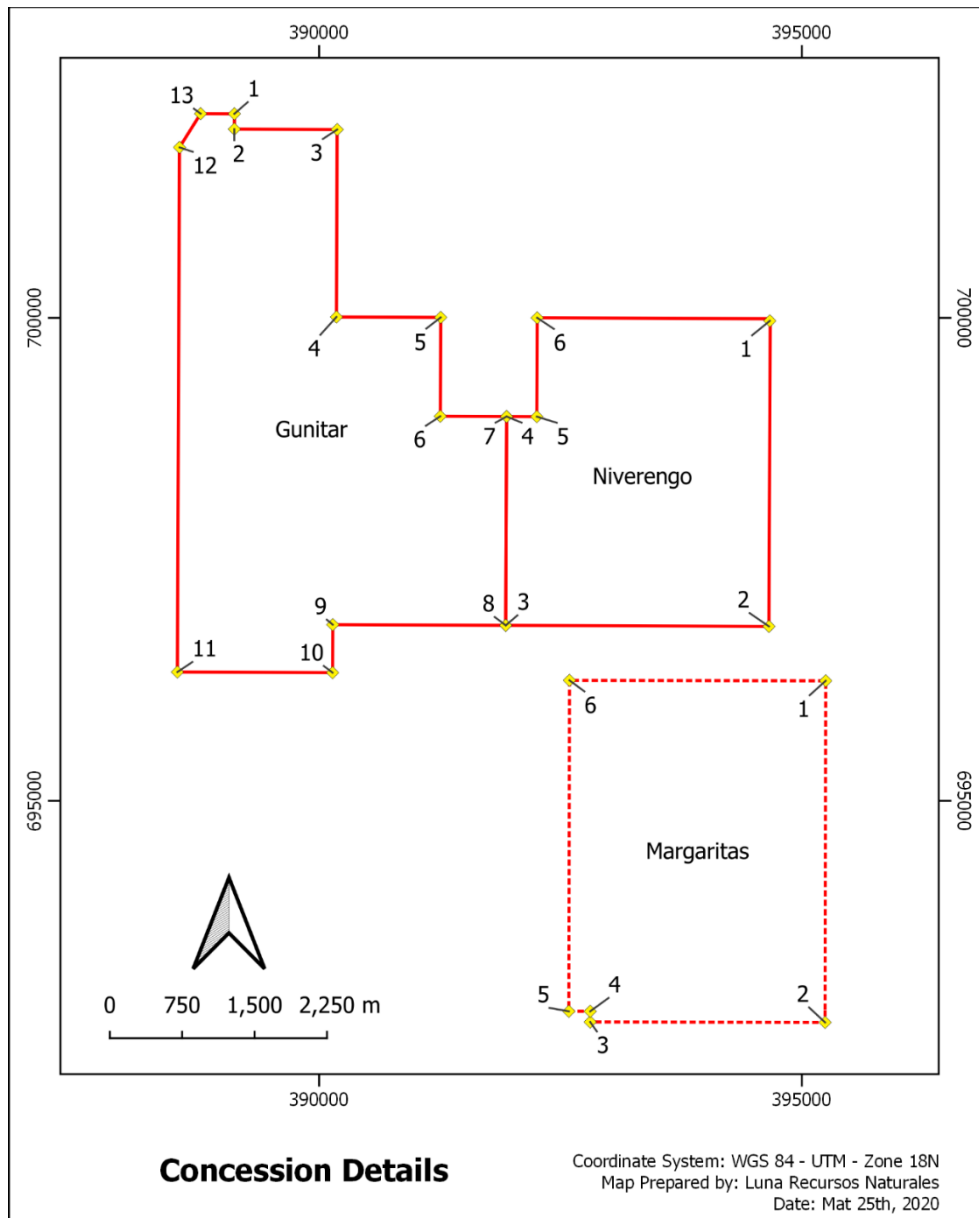 390000 395000
13 1
12 2 3
700000 700000
4 5 6 1
Gunitar
6 7 4 5
Niverengo
9 8 3 2
11 10
6 1
695000 695000
Margaritas
0 750 1,500 2,250 m
5 4 2
3
390000 395000
Concession Details
Coordinate System: WGS 84 - UTM - Zone 18N
Map Prepared by: Luna Recursos Naturales
Date: Mat 25th, 2020